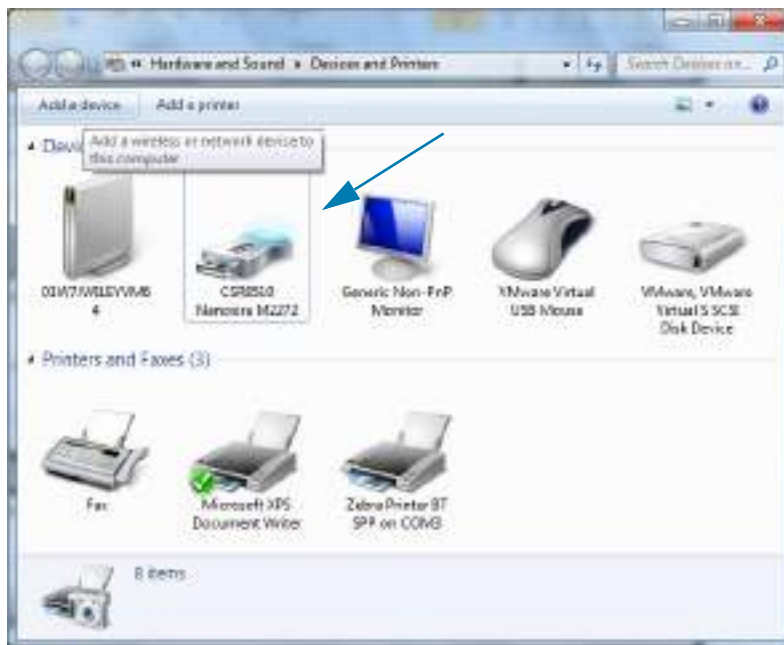 Hardware and Sound ▸ Devices and Printers
Search Devices an...
Add a device Add a printer
Devi
Add a wireless or network device to
this computer
4
CSR8510
Nanosira M2272
Generic Non-PnP
Monitor
VMware Virtual
USB Mouse
VMware, VMware
Virtual S SCSI
Disk Device
Printers and Faxes (3)
Fax
Microsoft XPS
Document Writer
Zebra Printer BT
SPP on COM3
8 items